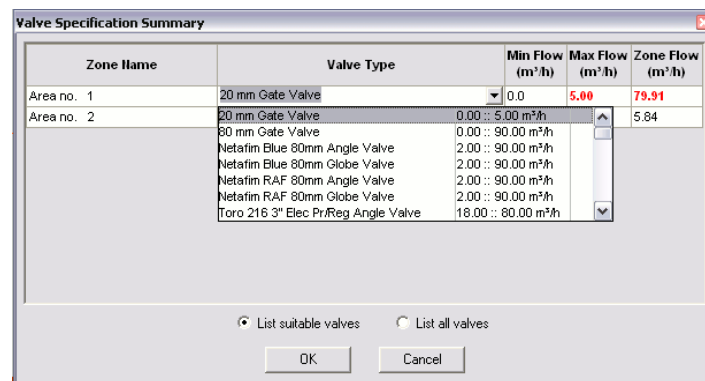 Valve Specification Summary
Zone Name Valve Type Min Flow (m³/h) Max Flow (m³/h) Zone Flow (m³/h)
Area no. 1 20 mm Gate Valve 0.0 5.00 79.91
Area no. 2 5.84
20 mm Gate Valve 0.00 :: 5.00 m³/h
80 mm Gate Valve 0.00 :: 90.00 m³/h
Netafim Blue 80mm Angle Valve 2.00 :: 90.00 m³/h
Netafim Blue 80mm Globe Valve 2.00 :: 90.00 m³/h
Netafim RAF 80mm Angle Valve 2.00 :: 90.00 m³/h
Netafim RAF 80mm Globe Valve 2.00 :: 90.00 m³/h
Toro 216 3" Elec Pr/Reg Angle Valve 18.00 :: 80.00 m³/h
List suitable valves List all valves
OK Cancel